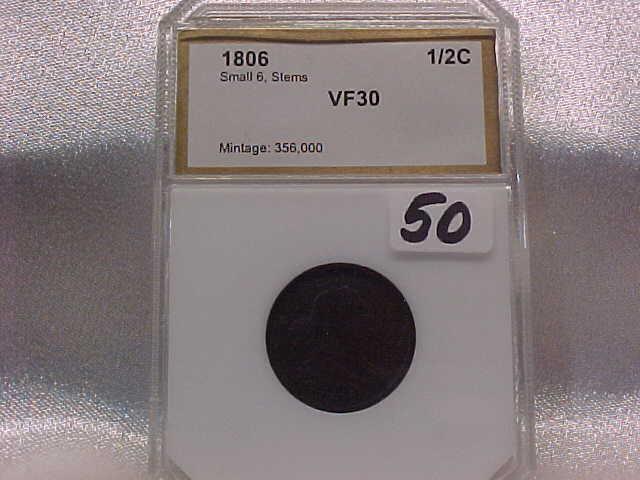 1806 1/2C
Small 6, Stems
VF30
Mintage: 356,000
50